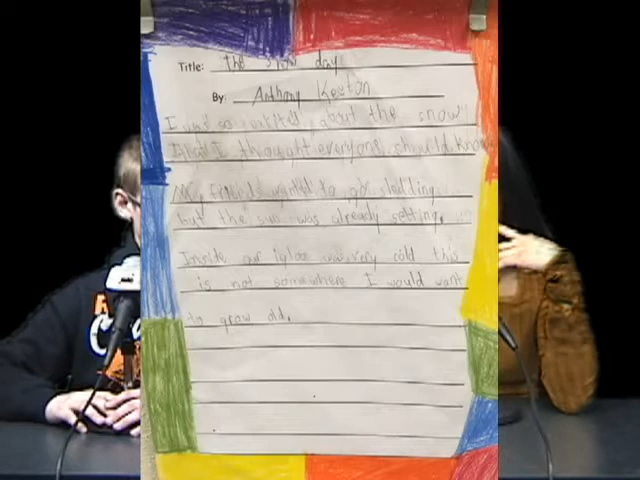 Title: the snow day
By: Anthony Keeton
I was so excited about the snow
that I thought everyone should know
My friends wanted to go sledding
but the sun was already setting.
Inside our igloo was very cold this
is not somewhere I would want
to grow old.